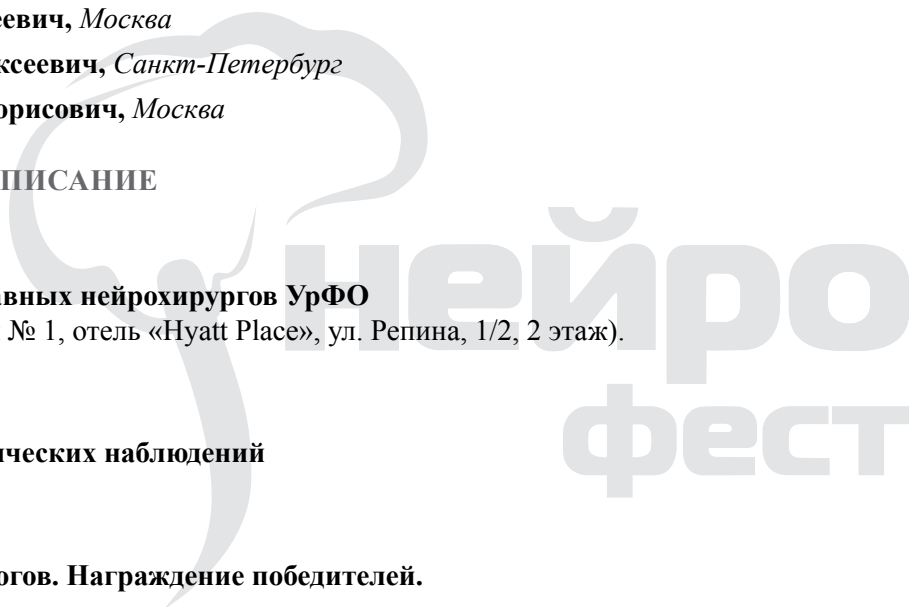 еевич, Москва
ксеевич, Санкт-Петербург
орисович, Москва
ПИСАНИЕ
авных нейрохирургов УрФО
№ 1, отель «Hyatt Place», ул. Репина, 1/2, 2 этаж).
нейро
фест
ических наблюдений
огов. Награждение победителей.